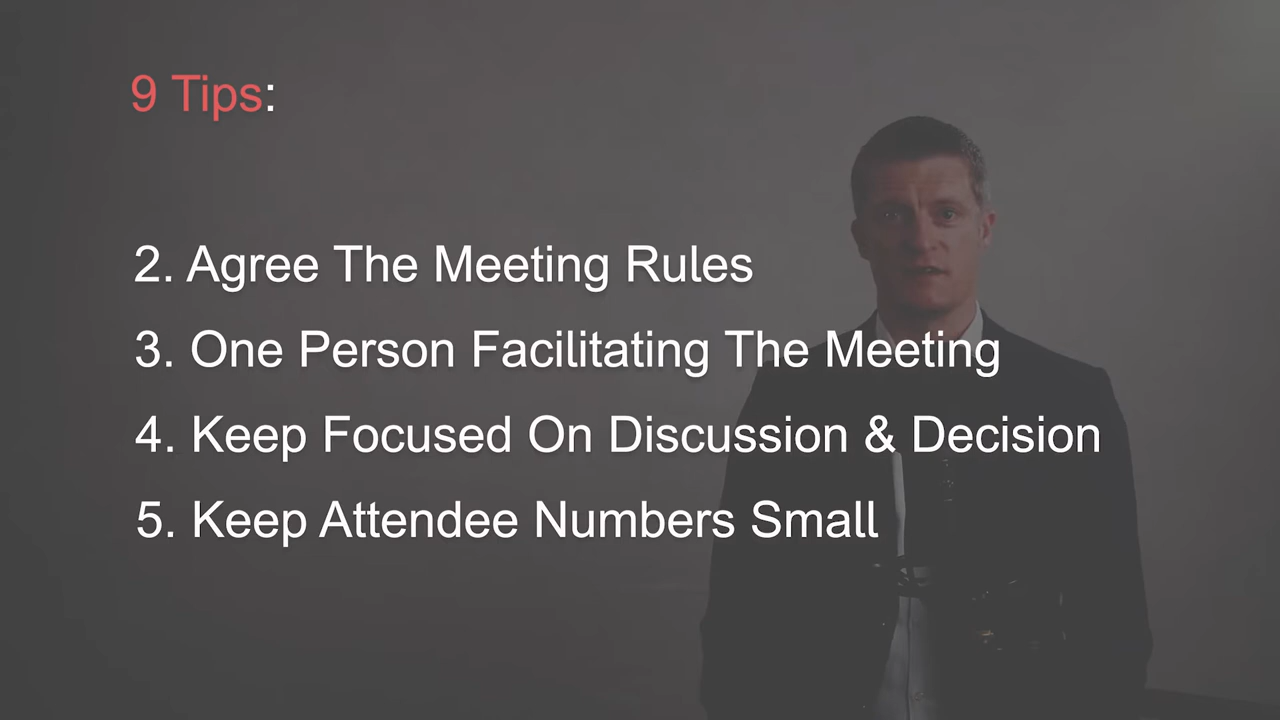 9 Tips:
2. Agree The Meeting Rules
3. One Person Facilitating The Meeting
4. Keep Focused On Discussion & Decision
5. Keep Attendee Numbers Small